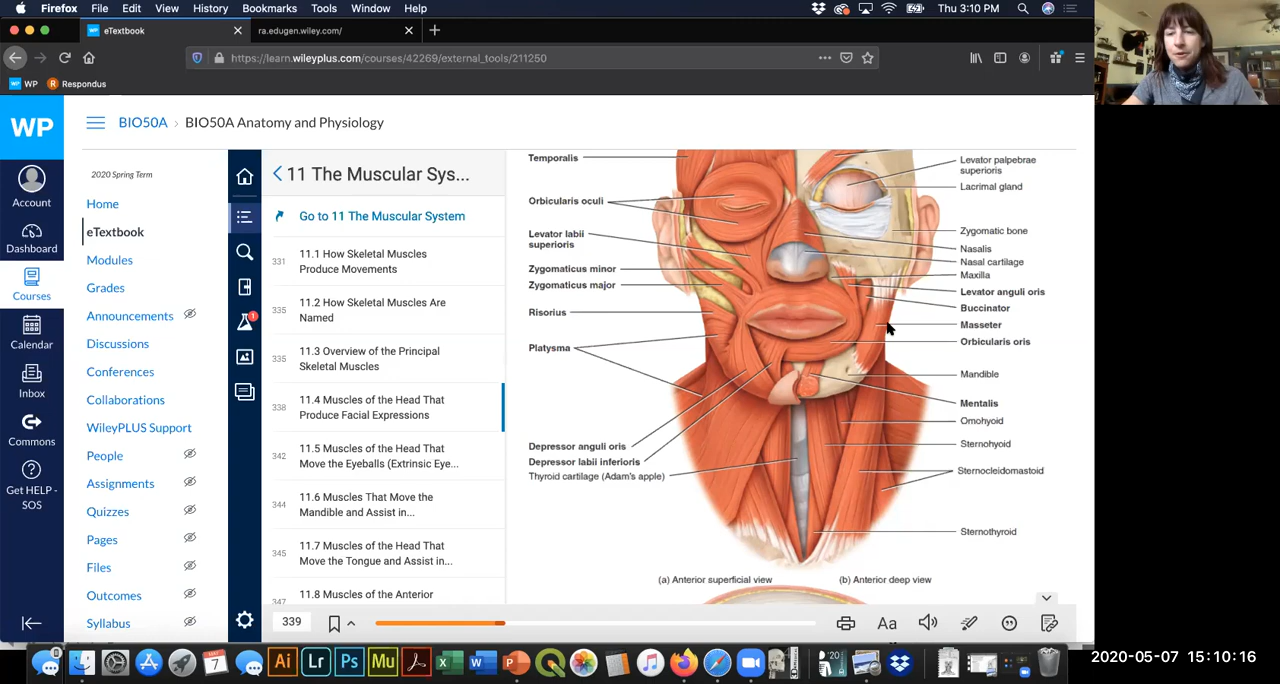 Firefox File Edit View History Bookmarks Tools Window Help
Thu 3:10 PM
WP eTextbook
ra.edugen.wiley.com/
https://learn.wileyplus.com/courses/42269/external_tools/211250
WP WP
R Respondus
WP
Account
Dashboard
Courses
Calendar
Inbox
Commons
Get HELP -
SOS
BIO50A › BIO50A Anatomy and Physiology
2020 Spring Term
Home
eTextbook
Modules
Grades
Announcements
Discussions
Conferences
Collaborations
WileyPLUS Support
People
Assignments
Quizzes
Pages
Files
Outcomes
Syllabus
1
11 The Muscular Sys...
Go to 11 The Muscular System
331
11.1 How Skeletal Muscles
Produce Movements
335
11.2 How Skeletal Muscles Are
Named
335
11.3 Overview of the Principal
Skeletal Muscles
338
11.4 Muscles of the Head That
Produce Facial Expressions
342
11.5 Muscles of the Head That
Move the Eyeballs (Extrinsic Eye...
344
11.6 Muscles That Move the
Mandible and Assist in...
345
11.7 Muscles of the Head That
Move the Tongue and Assist in...
347
11.8 Muscles of the Anterior
Temporalis
Orbicularis oculi
Levator labii
superioris
Zygomaticus minor
Zygomaticus major
Risorius
Platysma
Depressor anguli oris
Depressor labii inferioris
Thyroid cartilage (Adam's apple)
Levator palpebrae
superioris
Lacrimal gland
Zygomatic bone
Nasalis
Nasal cartilage
Maxilla
Levator anguli oris
Buccinator
Masseter
Orbicularis oris
Mandible
Mentalis
Omohyoid
Sternohyoid
Sternocleidomastoid
Sternothyroid
(a) Anterior superficial view
(b) Anterior deep view
339
Aa
7
Ai Lr Ps Mu X W P
2020-05-07 15:10:16